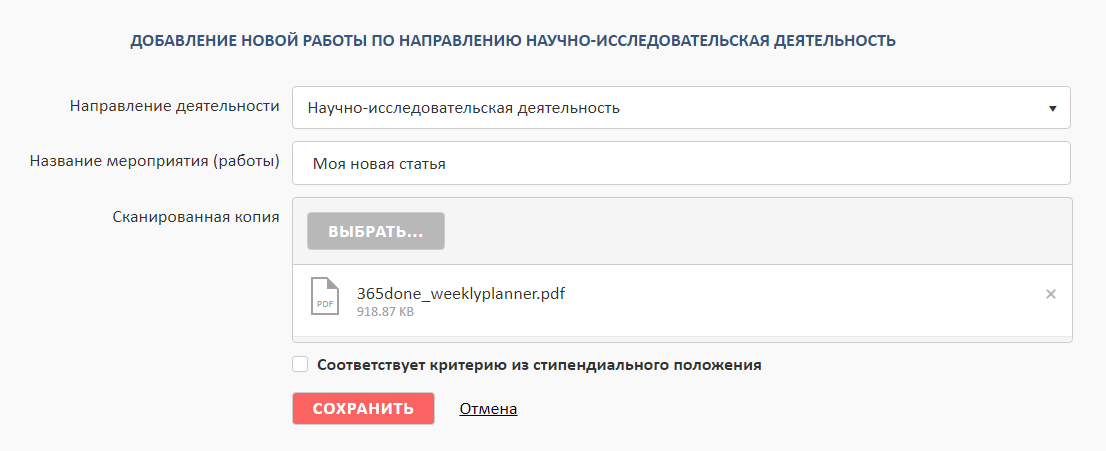 ДОБАВЛЕНИЕ НОВОЙ РАБОТЫ ПО НАПРАВЛЕНИЮ НАУЧНО-ИССЛЕДОВАТЕЛЬСКАЯ ДЕЯТЕЛЬНОСТЬ
Направление деятельности Научно-исследовательская деятельность
Название мероприятия (работы) Моя новая статья
Сканированная копия
ВЫБРАТЬ...
PDF 365done_weeklyplanner.pdf
918.87 KB
Соответствует критерию из стипендиального положения
СОХРАНИТЬ Отмена